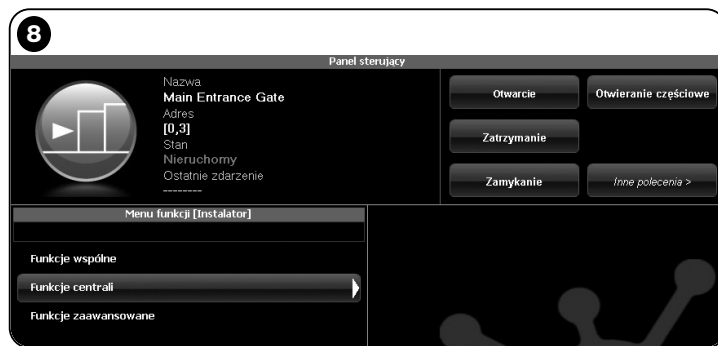 8
Panel sterujący
Nazwa
Main Entrance Gate
Adres
[0,3]
Stan
Nieruchomy
Ostatnie zdarzenie
--------
Otwarcie
Otwieranie częściowe
Zatrzymanie
Zamykanie
Inne polecenia >
Menu funkcji [Instalator]
Funkcje wspólne
Funkcje centrali
Funkcje zaawansowane